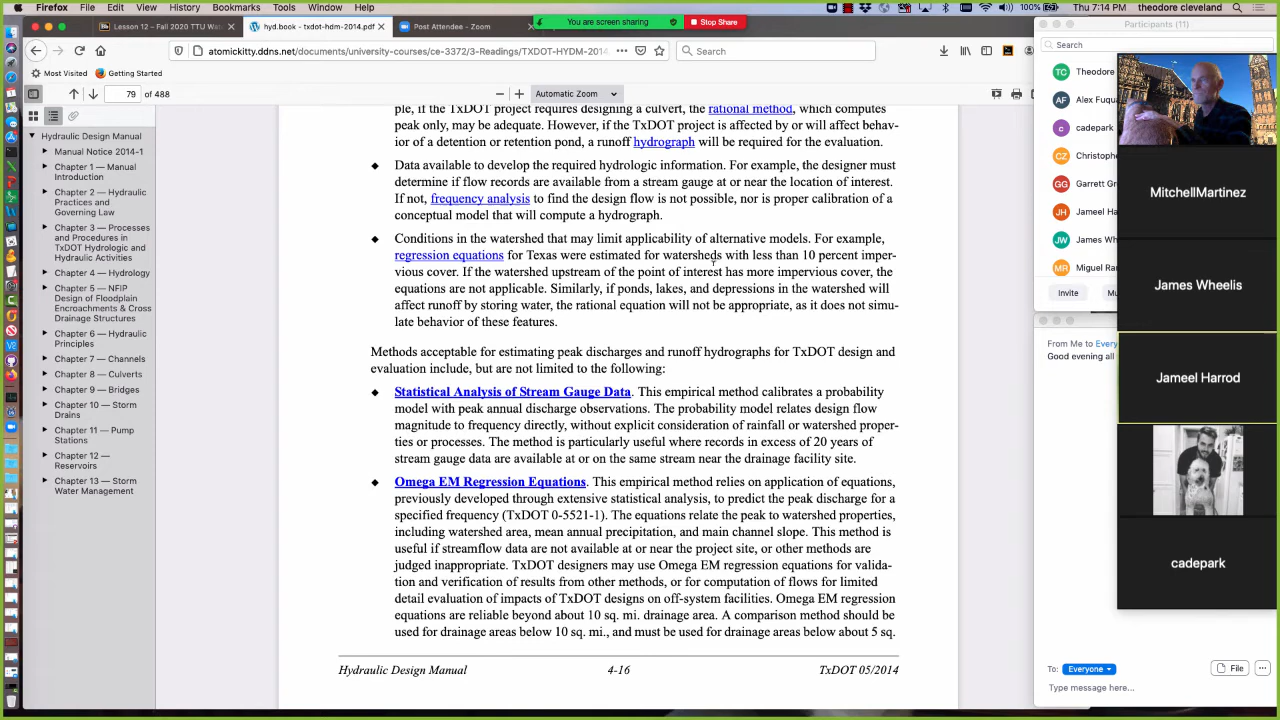 Firefox File Edit View History Bookmarks Tools Window Help
theodore cleveland Thu 7:14 PM
Lesson 12 – Fall 2020 TTU Wat
hyd.book - txdot-hdm-2014.pdf
Post Attendee - Zoom
You are screen sharing
Stop Share
atomickitty.ddns.net/documents/university-courses/ce-3372/3-Readings/TXDOT-HYDM-2014.
Search
Most Visited
Getting Started
79 of 488
Automatic Zoom
Hydraulic Design Manual
Manual Notice 2014-1
Chapter 1 — Manual
Introduction
Chapter 2 — Hydraulic
Practices and
Governing Law
Chapter 3 — Processes
and Procedures in
TxDOT Hydrologic and
Hydraulic Activities
Chapter 4 — Hydrology
Chapter 5 — NFIP
Design of Floodplain
Encroachments & Cross
Drainage Structures
Chapter 6 — Hydraulic
Principles
Chapter 7 — Channels
Chapter 8 — Culverts
Chapter 9 — Bridges
Chapter 10 — Storm
Drains
Chapter 11 — Pump
Stations
Chapter 12 —
Reservoirs
Chapter 13 — Storm
Water Management
ple, if the TxDOT project requires designing a culvert, the rational method, which computes
peak only, may be adequate. However, if the TxDOT project is affected by or will affect behav-
ior of a detention or retention pond, a runoff hydrograph will be required for the evaluation.
◆ Data available to develop the required hydrologic information. For example, the designer must
determine if flow records are available from a stream gauge at or near the location of interest.
If not, frequency analysis to find the design flow is not possible, nor is proper calibration of a
conceptual model that will compute a hydrograph.
◆ Conditions in the watershed that may limit applicability of alternative models. For example,
regression equations for Texas were estimated for watersheds with less than 10 percent imper-
vious cover. If the watershed upstream of the point of interest has more impervious cover, the
equations are not applicable. Similarly, if ponds, lakes, and depressions in the watershed will
affect runoff by storing water, the rational equation will not be appropriate, as it does not simu-
late behavior of these features.
Methods acceptable for estimating peak discharges and runoff hydrographs for TxDOT design and
evaluation include, but are not limited to the following:
◆ Statistical Analysis of Stream Gauge Data. This empirical method calibrates a probability
model with peak annual discharge observations. The probability model relates design flow
magnitude to frequency directly, without explicit consideration of rainfall or watershed proper-
ties or processes. The method is particularly useful where records in excess of 20 years of
stream gauge data are available at or on the same stream near the drainage facility site.
◆ Omega EM Regression Equations. This empirical method relies on application of equations,
previously developed through extensive statistical analysis, to predict the peak discharge for a
specified frequency (TxDOT 0-5521-1). The equations relate the peak to watershed properties,
including watershed area, mean annual precipitation, and main channel slope. This method is
useful if streamflow data are not available at or near the project site, or other methods are
judged inappropriate. TxDOT designers may use Omega EM regression equations for valida-
tion and verification of results from other methods, or for computation of flows for limited
detail evaluation of impacts of TxDOT designs on off-system facilities. Omega EM regression
equations are reliable beyond about 10 sq. mi. drainage area. A comparison method should be
used for drainage areas below 10 sq. mi., and must be used for drainage areas below about 5 sq.
Hydraulic Design Manual 4-16 TxDOT 05/2014
Participants (11)
Search
TC Theodore
AF Alex Fuqua
c cadepark
CZ Christophe
GG Garrett Gr
JH Jameel Har
JW James Wh
MR Miguel Ran
Invite
Mu
From Me to Every
Good evening all
MitchellMartinez
James Wheelis
Jameel Harrod
cadepark
To: Everyone
File
Type message here...